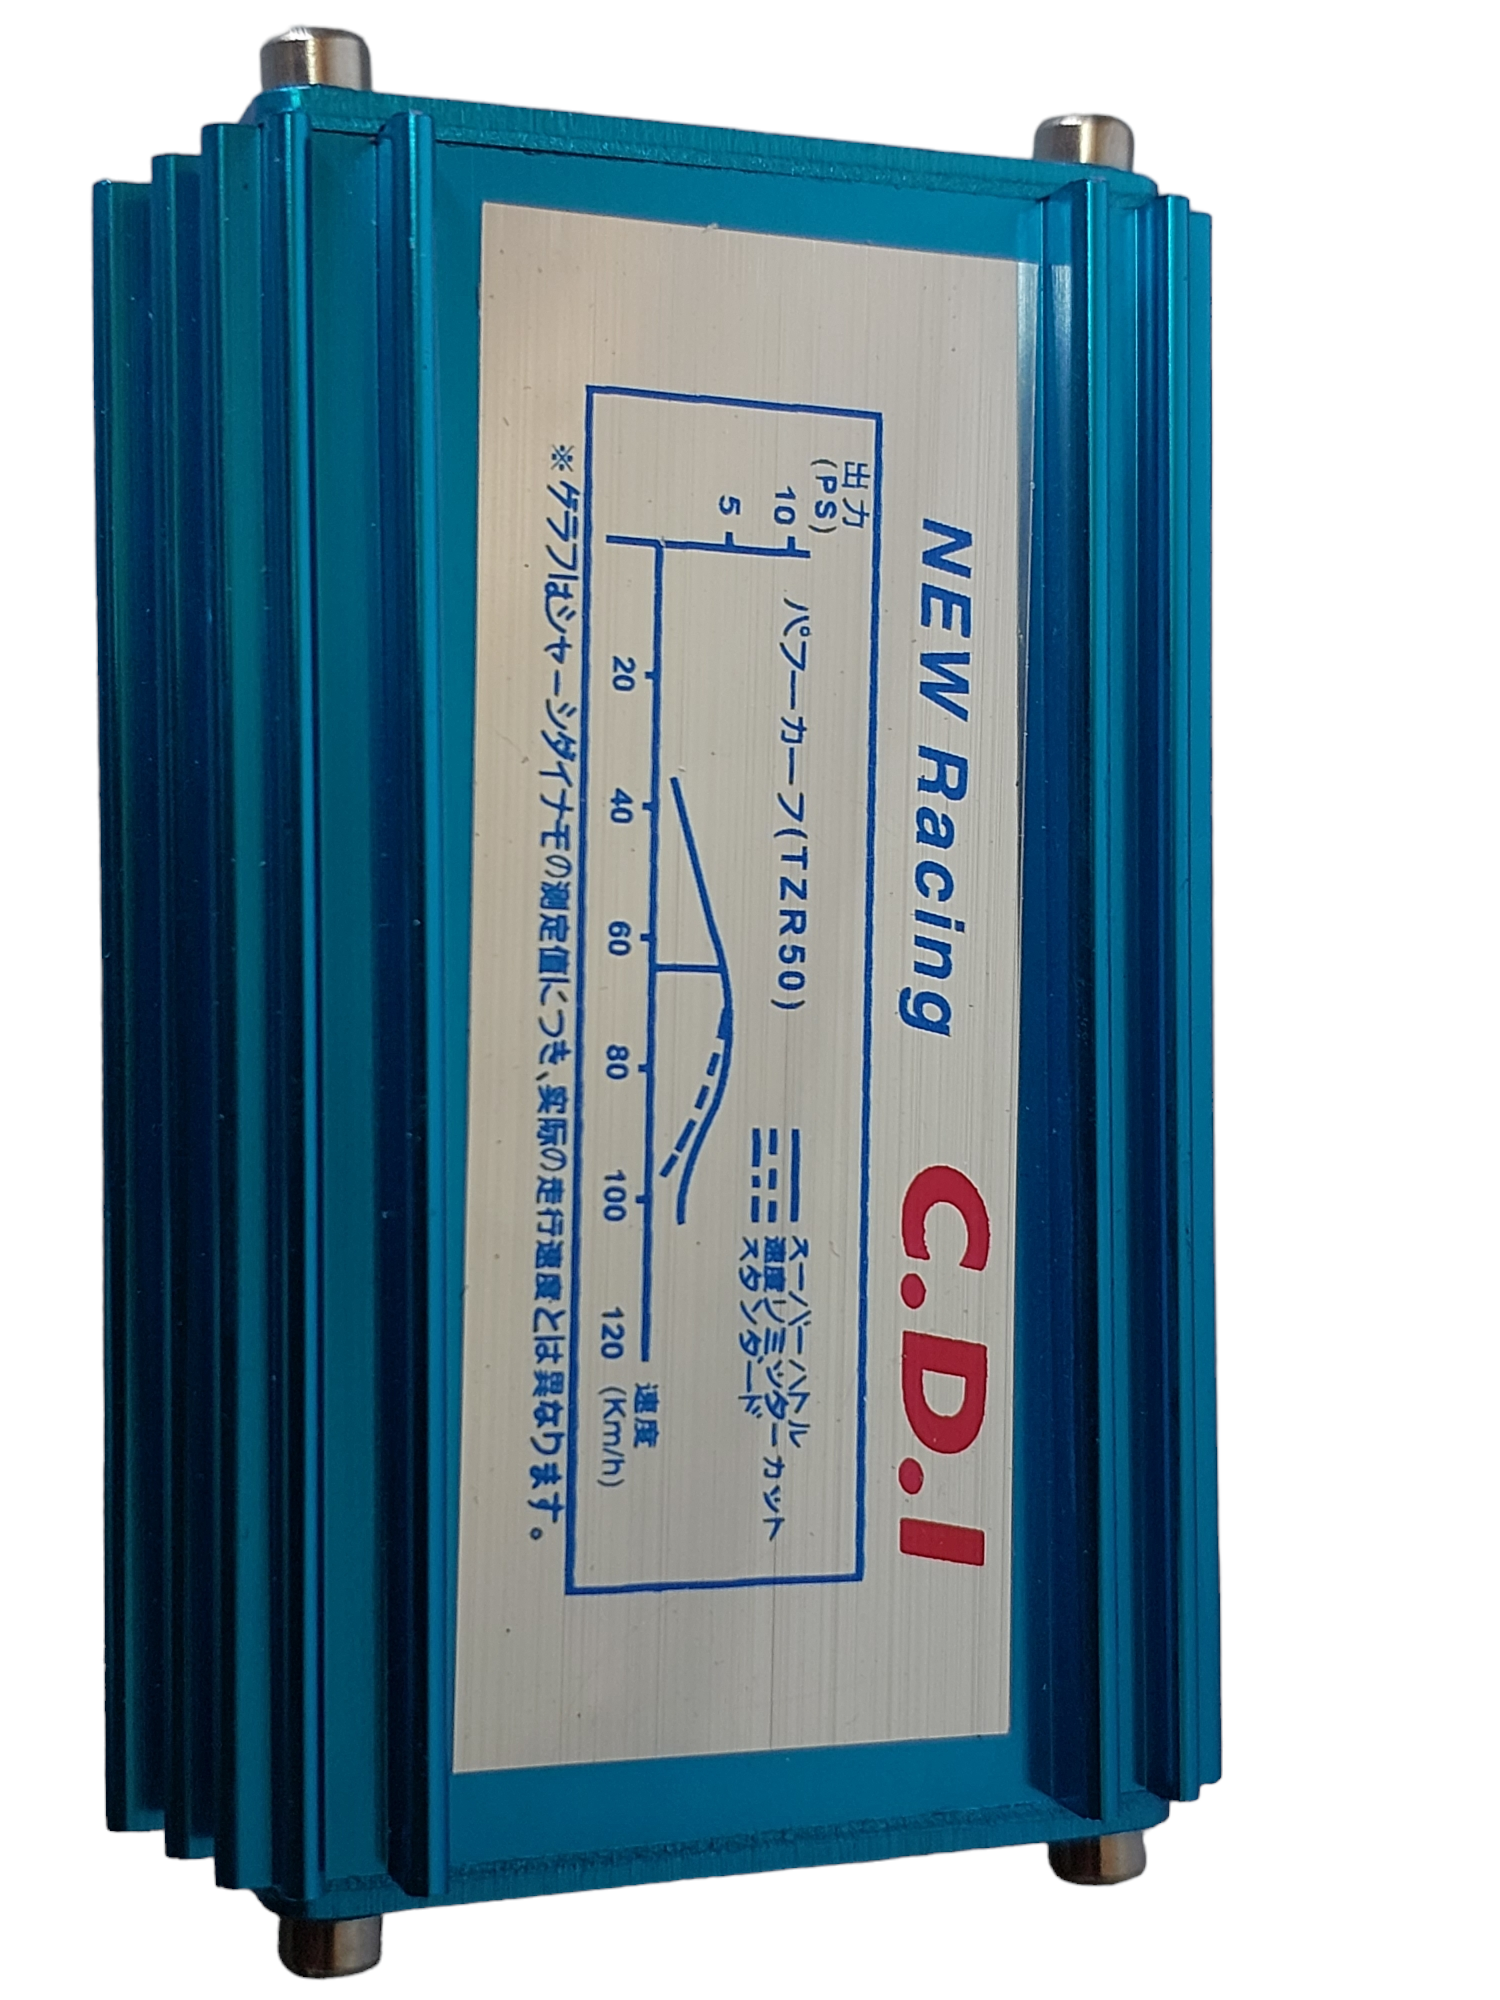 NEW Racing C.D.I
出力
(PS)
10
5
パフーカーフ(TZR50)
スーパーハトル
速度リミッターカット
スタンダード
20 40 60 80 100 120
速度
(Km/h)
※グラフはシャーシダイナモの測定値につき、実際の走行速度とは異なります。